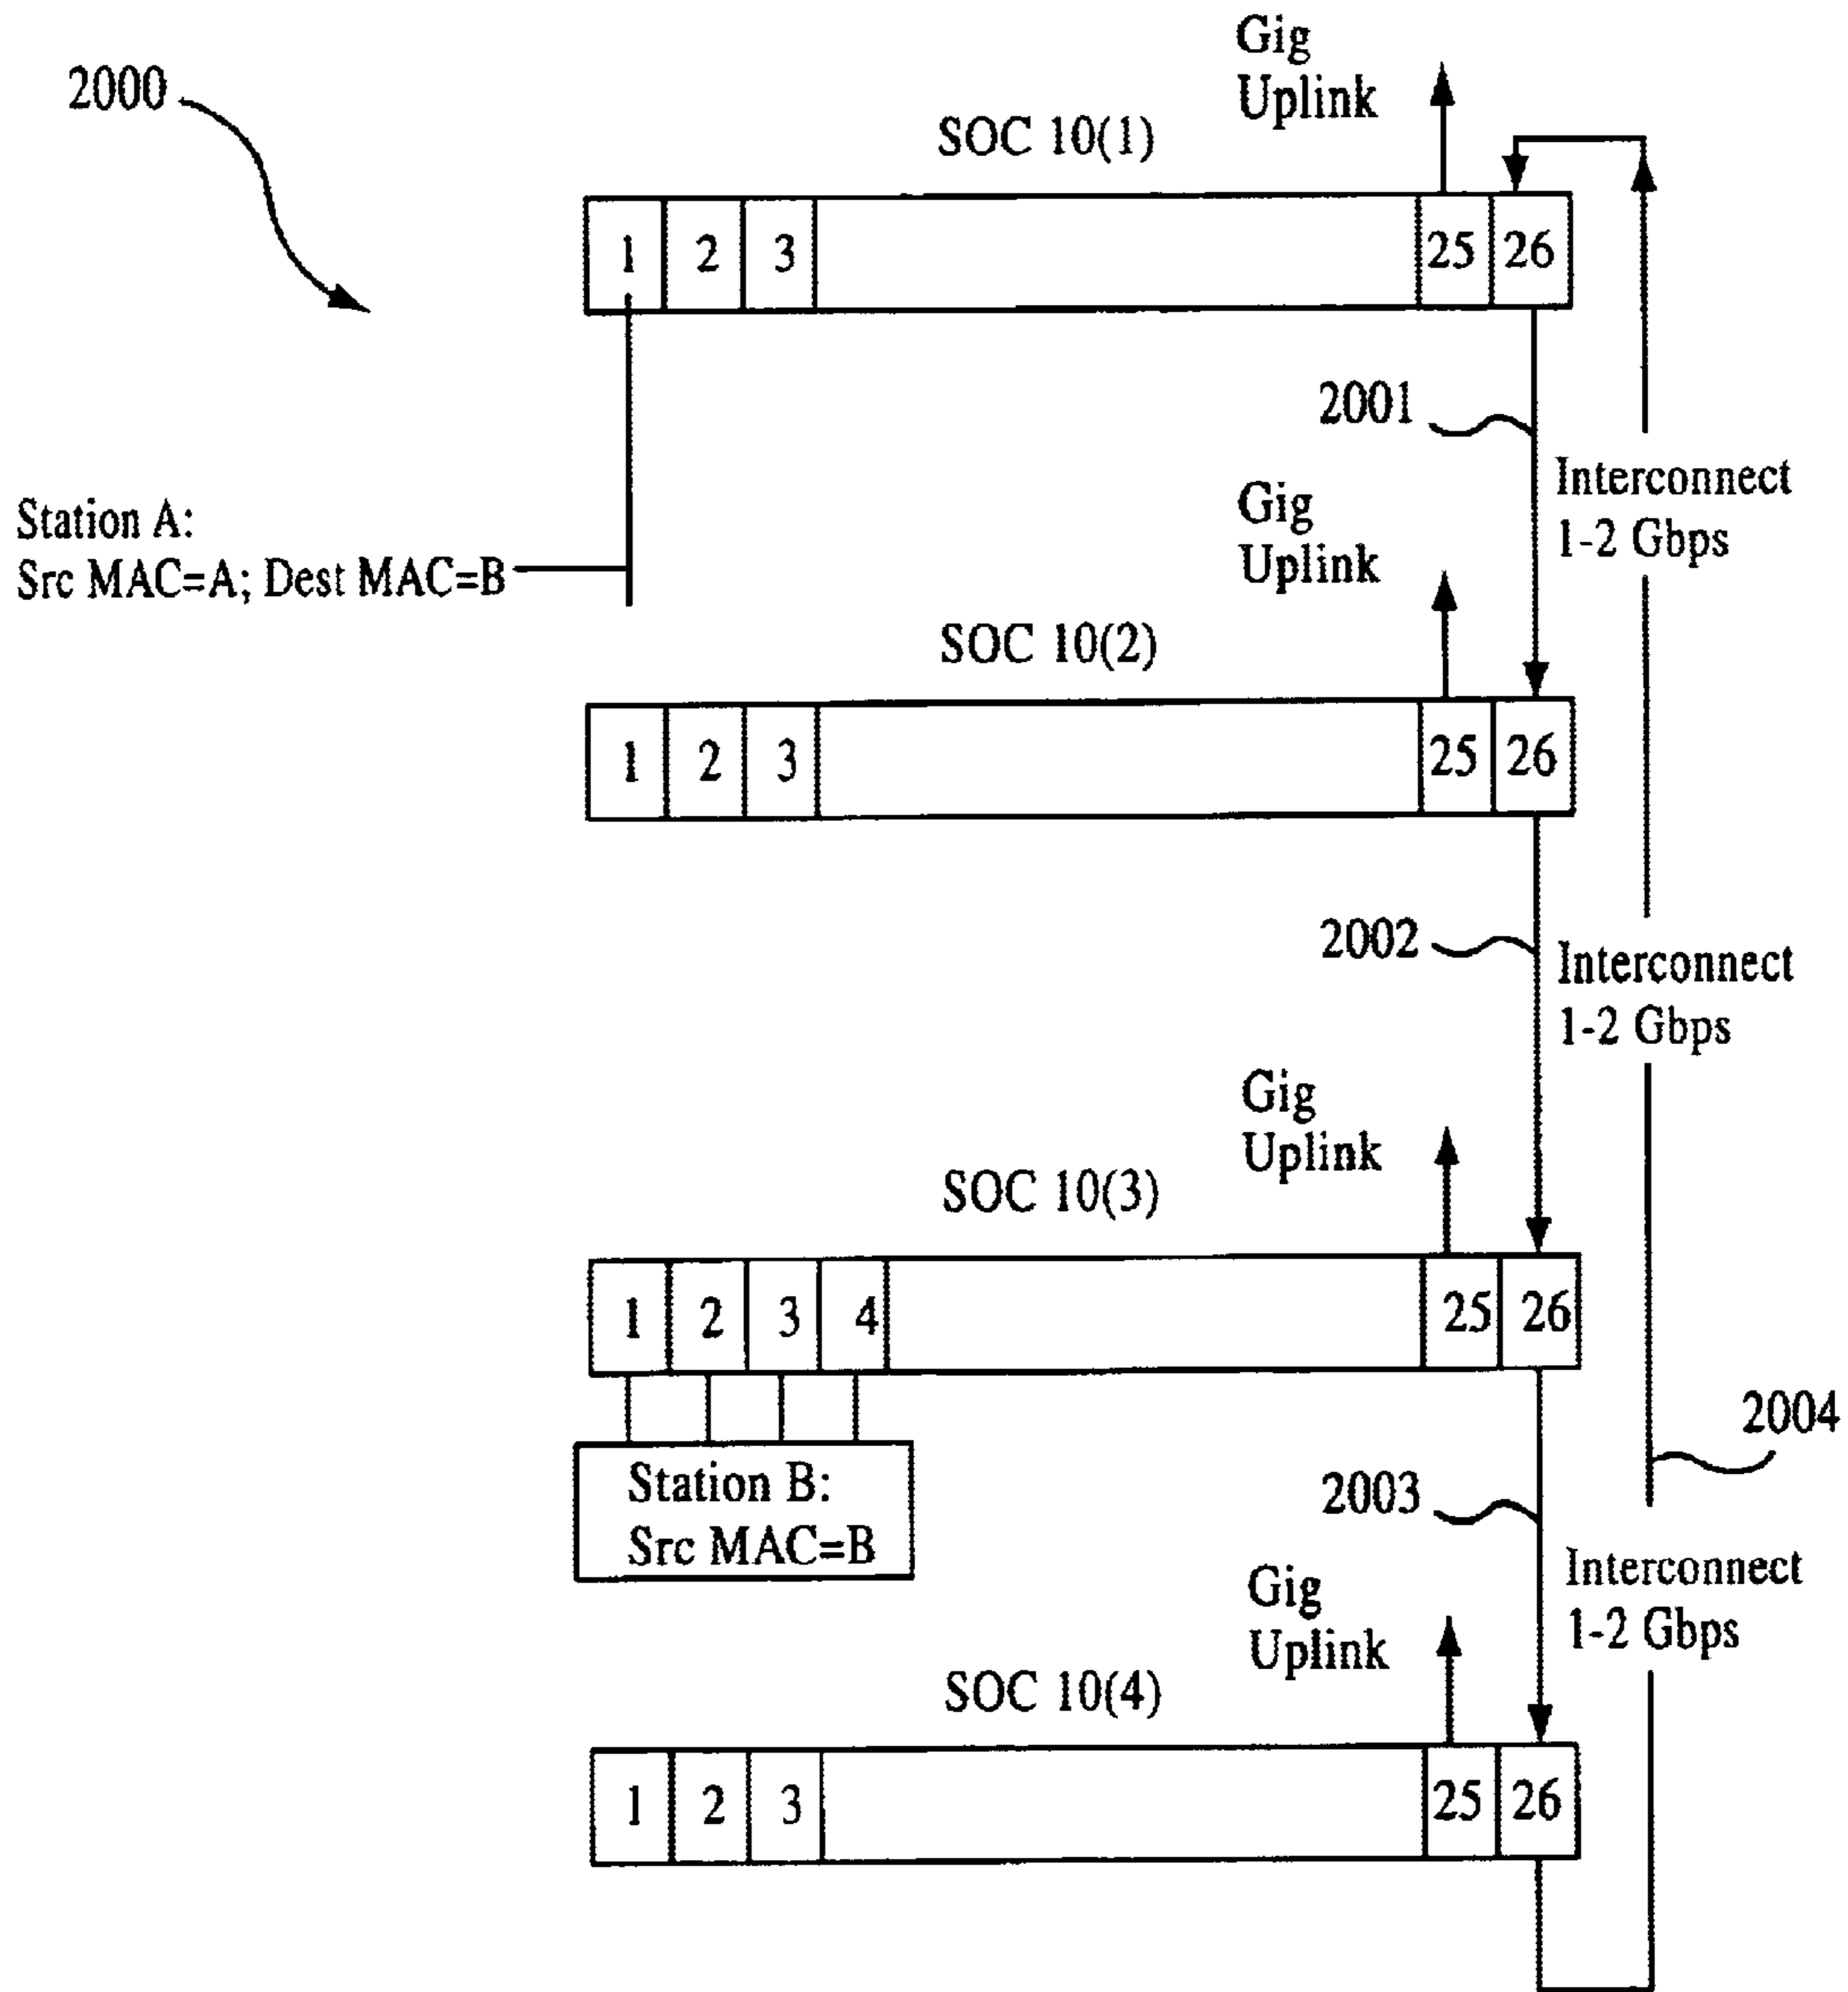 2000
Gig
Uplink
SOC 10(1)
1 2 3 25 26
2001
Interconnect
1-2 Gbps
Station A:
Src MAC=A; Dest MAC=B
Gig
Uplink
SOC 10(2)
1 2 3 25 26
2002
Interconnect
1-2 Gbps
Gig
Uplink
SOC 10(3)
1 2 3 4 25 26
2004
Station B:
Src MAC=B
2003
Interconnect
1-2 Gbps
Gig
Uplink
SOC 10(4)
1 2 3 25 26